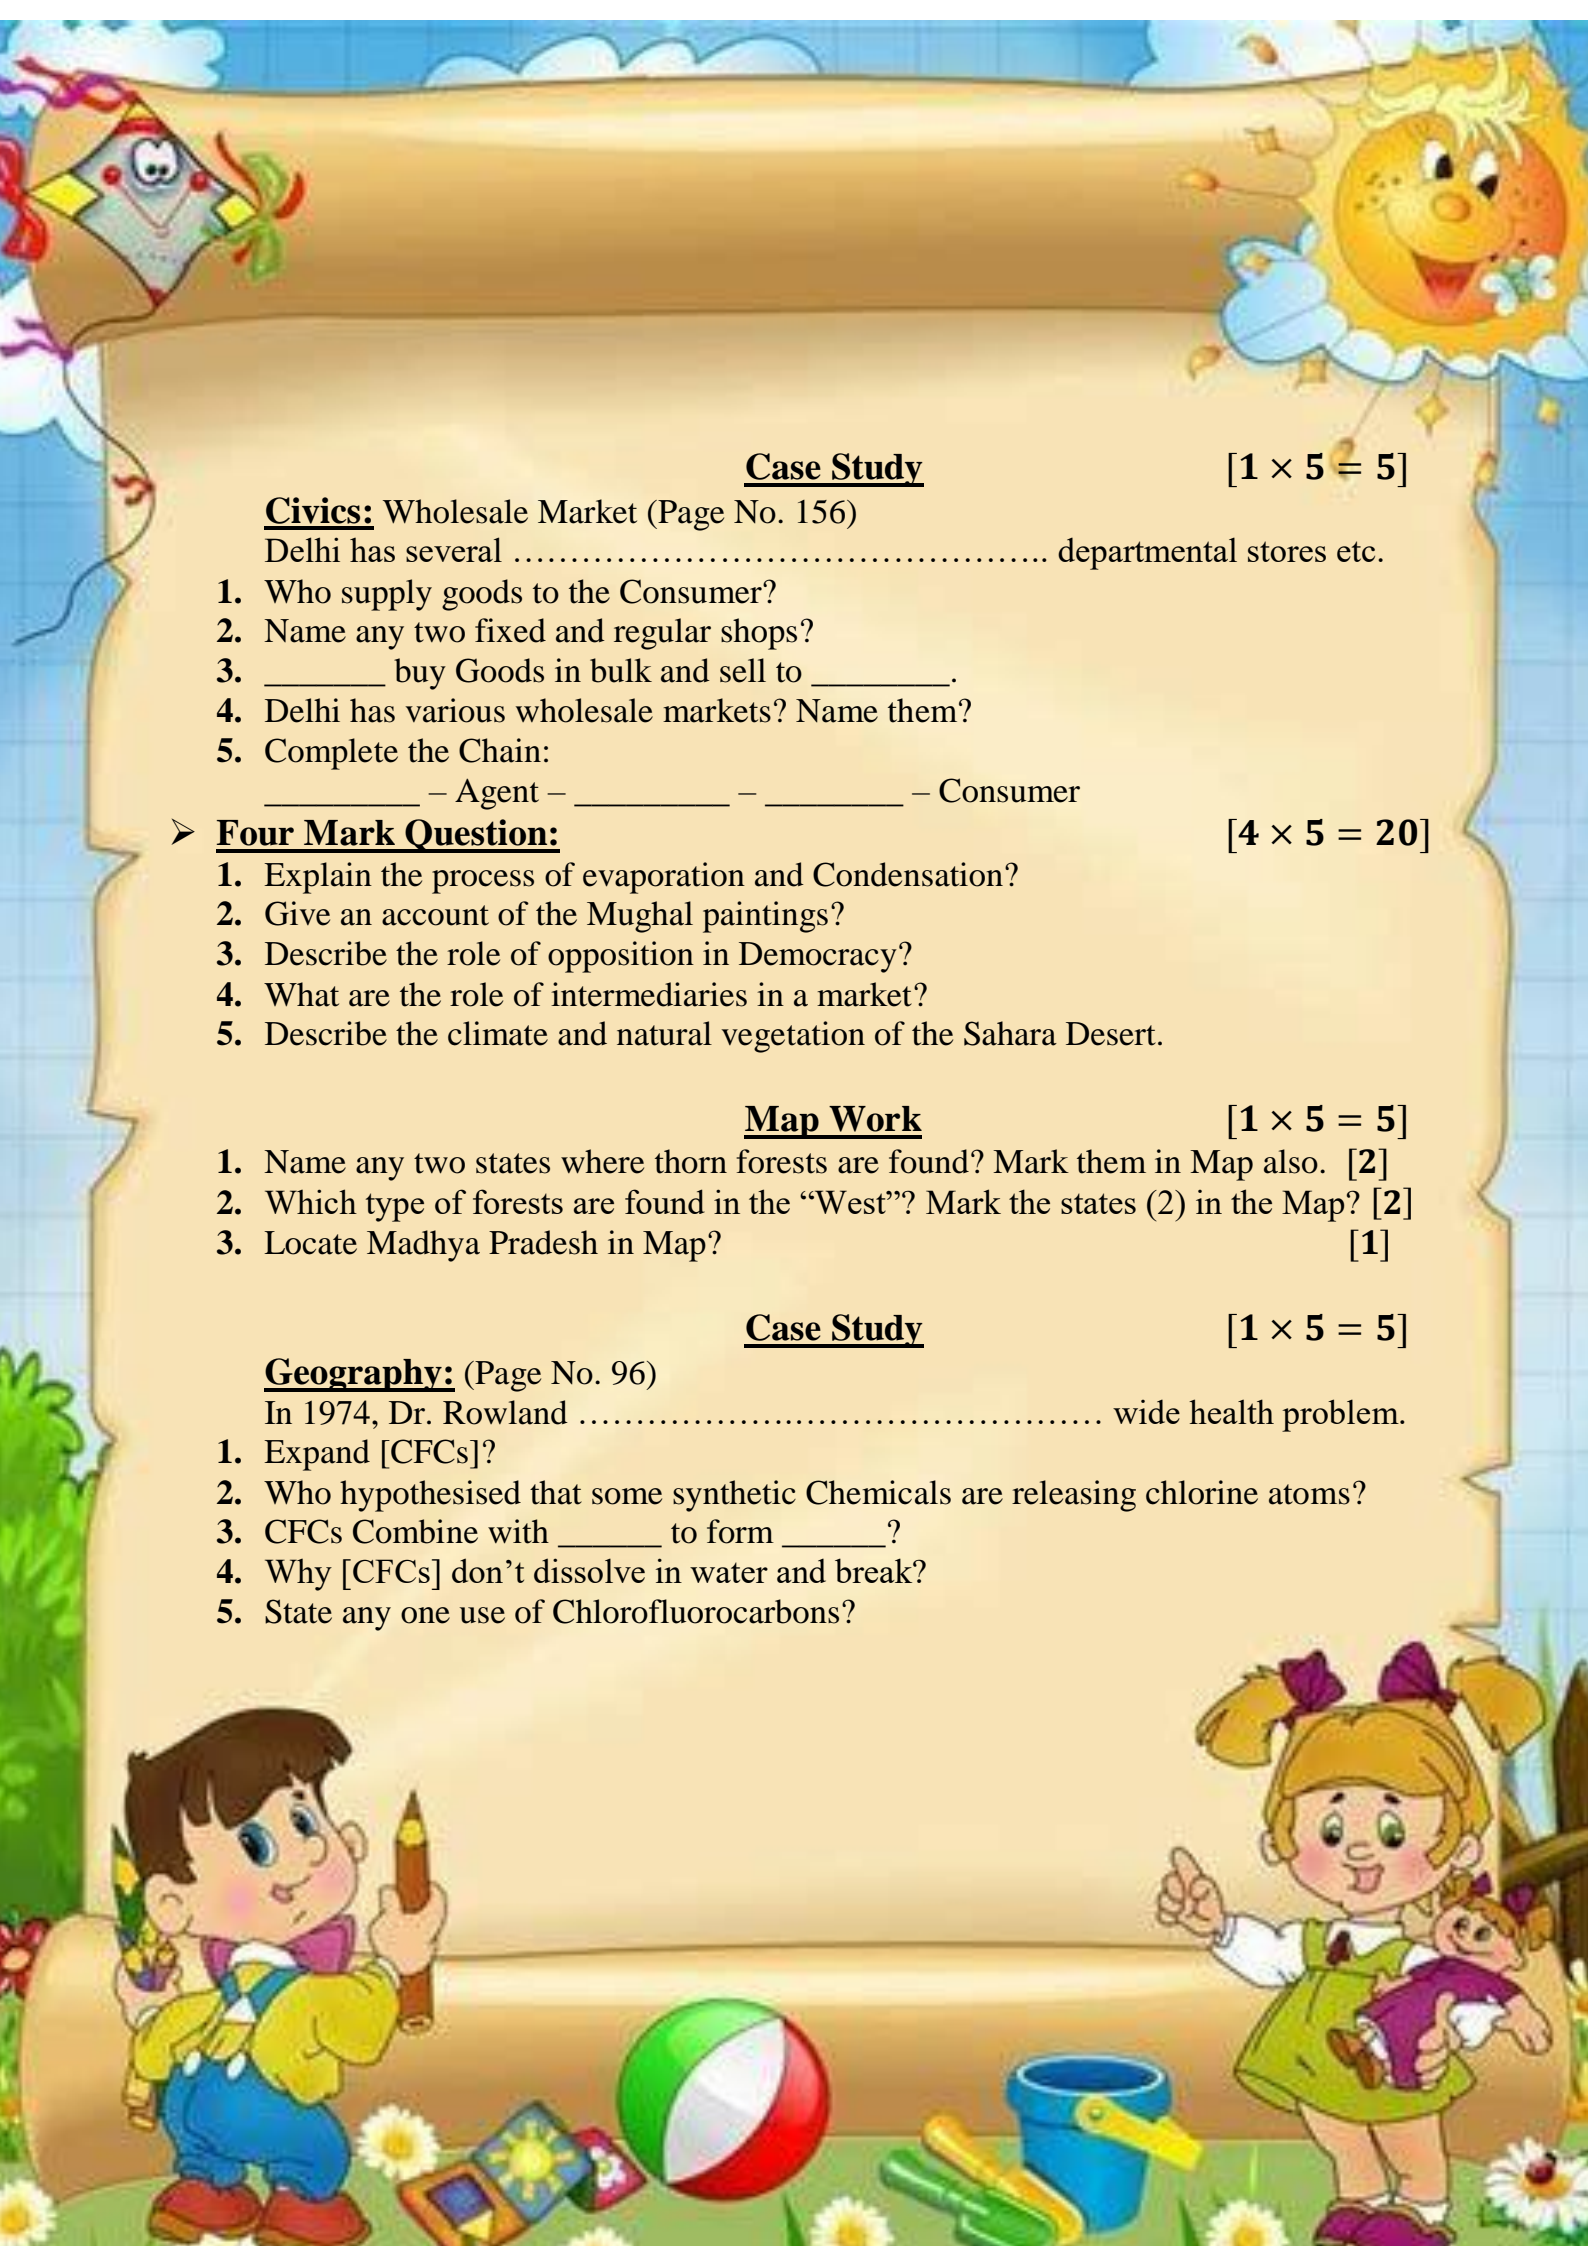 Case Study [1 × 5 = 5]
Civics: Wholesale Market (Page No. 156)
Delhi has several ……………………………………….. departmental stores etc.
1. Who supply goods to the Consumer?
2. Name any two fixed and regular shops?
3. _______ buy Goods in bulk and sell to ________.
4. Delhi has various wholesale markets? Name them?
5. Complete the Chain:
_________ – Agent – _________ – ________ – Consumer
➢ Four Mark Question: [4 × 5 = 20]
1. Explain the process of evaporation and Condensation?
2. Give an account of the Mughal paintings?
3. Describe the role of opposition in Democracy?
4. What are the role of intermediaries in a market?
5. Describe the climate and natural vegetation of the Sahara Desert.
Map Work [1 × 5 = 5]
1. Name any two states where thorn forests are found? Mark them in Map also. [2]
2. Which type of forests are found in the “West”? Mark the states (2) in the Map? [2]
3. Locate Madhya Pradesh in Map? [1]
Case Study [1 × 5 = 5]
Geography: (Page No. 96)
In 1974, Dr. Rowland ……………………………………… wide health problem.
1. Expand [CFCs]?
2. Who hypothesised that some synthetic Chemicals are releasing chlorine atoms?
3. CFCs Combine with ______ to form ______?
4. Why [CFCs] don’t dissolve in water and break?
5. State any one use of Chlorofluorocarbons?